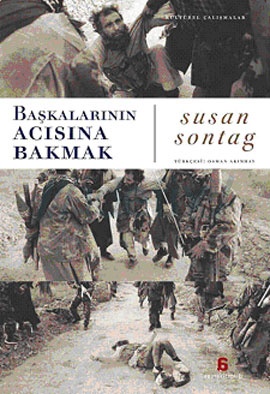 KÜLTÜREL ÇALIŞMALAR
BAŞKALARININ
ACISINA
BAKMAK
susan
sontag
TÜRKÇESİ: OSMAN AKINHAY
6